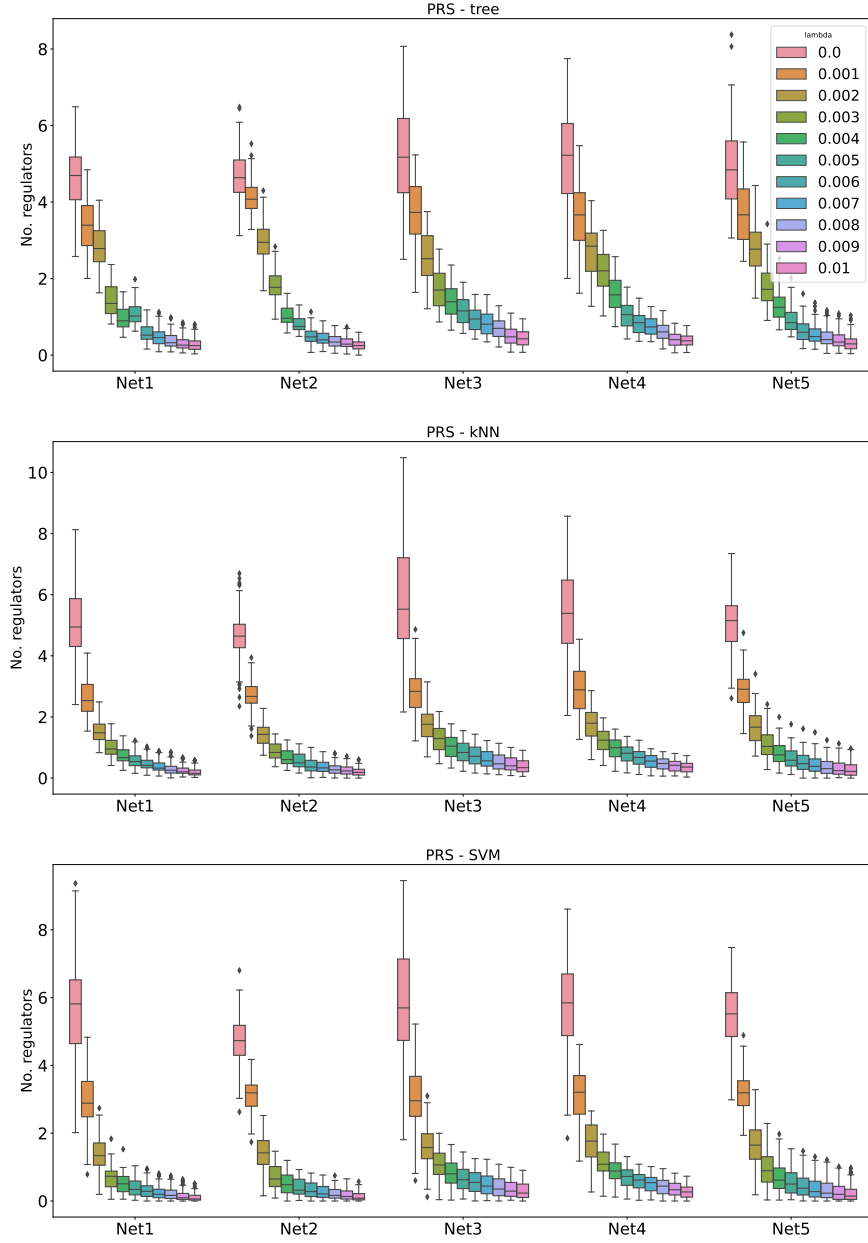 PRS - tree
No. regulators
8
6
4
2
0
lambda
0.0
0.001
0.002
0.003
0.004
0.005
0.006
0.007
0.008
0.009
0.01
Net1 Net2 Net3 Net4 Net5
PRS - kNN
No. regulators
10
8
6
4
2
0
Net1 Net2 Net3 Net4 Net5
PRS - SVM
No. regulators
8
6
4
2
0
Net1 Net2 Net3 Net4 Net5